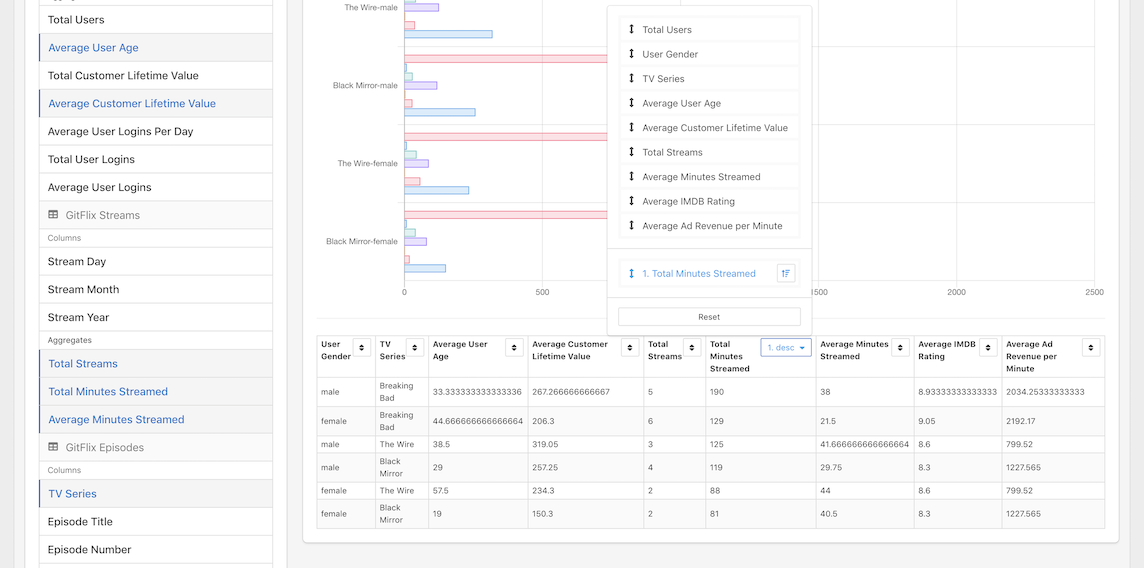 Total Users
Average User Age
Total Customer Lifetime Value
Average Customer Lifetime Value
Average User Logins Per Day
Total User Logins
Average User Logins
GitFlix Streams
Columns
Stream Day
Stream Month
Stream Year
Aggregates
Total Streams
Total Minutes Streamed
Average Minutes Streamed
GitFlix Episodes
Columns
TV Series
Episode Title
Episode Number
The Wire-male
Black Mirror-male
The Wire-female
Black Mirror-female
0
500
1500
2000
2500
Total Users
User Gender
TV Series
Average User Age
Average Customer Lifetime Value
Total Streams
Average Minutes Streamed
Average IMDB Rating
Average Ad Revenue per Minute
1. Total Minutes Streamed
Reset
User Gender
TV Series
Average User Age
Average Customer Lifetime Value
Total Streams
Total Minutes Streamed
1. desc
Average Minutes Streamed
Average IMDB Rating
Average Ad Revenue per Minute
male Breaking Bad 33.333333333333336 267.266666666667 5 190 38 8.93333333333333 2034.25333333333
female Breaking Bad 44.666666666666664 206.3 6 129 21.5 9.05 2192.17
male The Wire 38.5 319.05 3 125 41.666666666666664 8.6 799.52
male Black Mirror 29 257.25 4 119 29.75 8.3 1227.565
female The Wire 57.5 234.3 2 88 44 8.6 799.52
female Black Mirror 19 150.3 2 81 40.5 8.3 1227.565